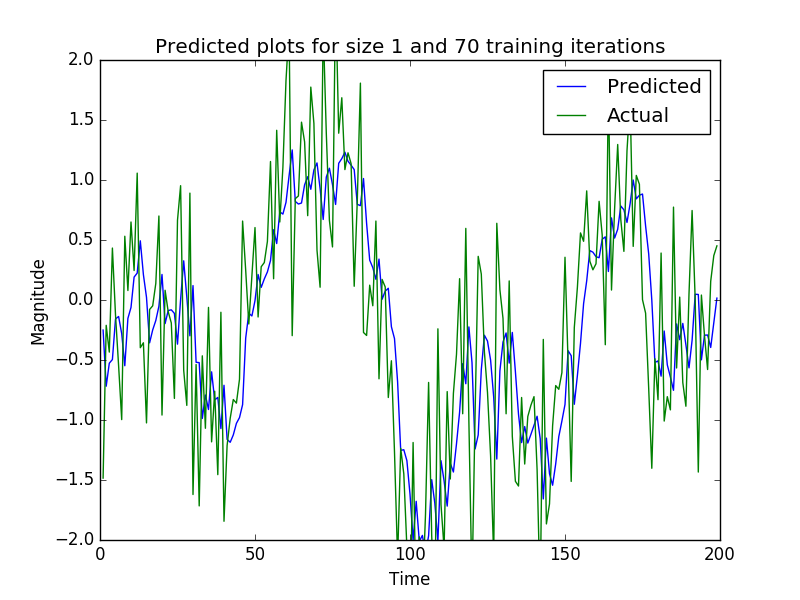 Predicted plots for size 1 and 70 training iterations
Predicted
Actual
2.0
1.5
1.0
0.5
0.0
−0.5
−1.0
−1.5
−2.0
Magnitude
0 50 100 150 200
Time